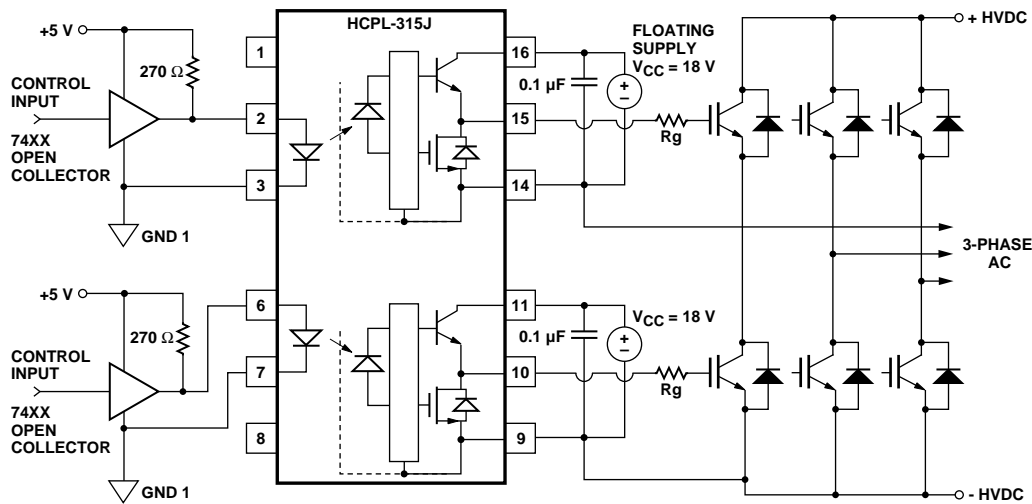 HCPL-315J
+5 V
270 Ω
CONTROL
INPUT
74XX
OPEN
COLLECTOR
GND 1
1
2
3
16
15
14
0.1 µF
FLOATING
SUPPLY
VCC = 18 V
+
–
Rg
+ HVDC
3-PHASE
AC
+5 V
270 Ω
CONTROL
INPUT
74XX
OPEN
COLLECTOR
GND 1
6
7
8
11
10
9
0.1 µF
VCC = 18 V
+
–
Rg
- HVDC